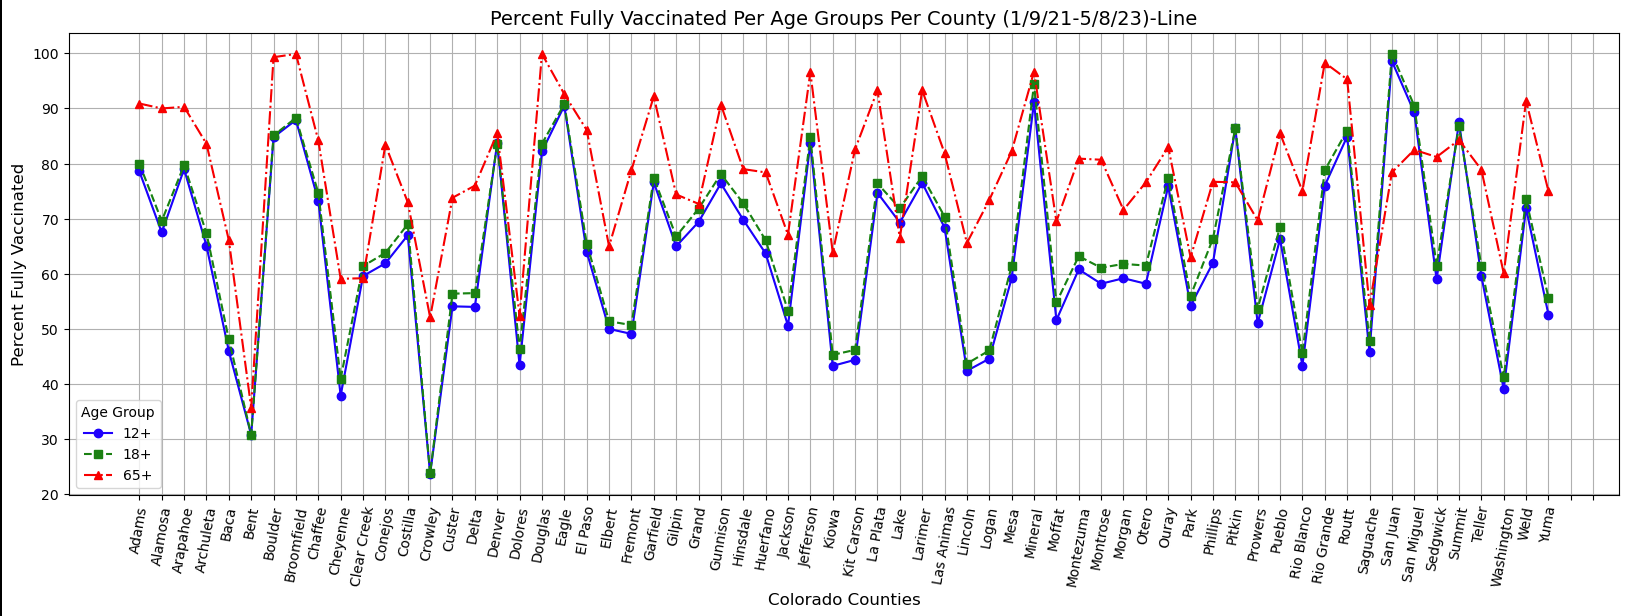 Percent Fully Vaccinated Per Age Groups Per County (1/9/21-5/8/23)-Line
Percent Fully Vaccinated
100
90
80
70
60
50
40
30
20
Age Group
12+
18+
65+
Adams
Alamosa
Arapahoe
Archuleta
Baca
Bent
Boulder
Broomfield
Chaffee
Cheyenne
Clear Creek
Conejos
Costilla
Crowley
Custer
Delta
Denver
Dolores
Douglas
Eagle
El Paso
Elbert
Fremont
Garfield
Gilpin
Grand
Gunnison
Hinsdale
Huerfano
Jackson
Jefferson
Kiowa
Kit Carson
La Plata
Lake
Larimer
Las Animas
Lincoln
Logan
Mesa
Mineral
Moffat
Montezuma
Montrose
Morgan
Otero
Ouray
Park
Phillips
Pitkin
Prowers
Pueblo
Rio Blanco
Rio Grande
Routt
Saguache
San Juan
San Miguel
Sedgwick
Summit
Teller
Washington
Weld
Yuma
Colorado Counties